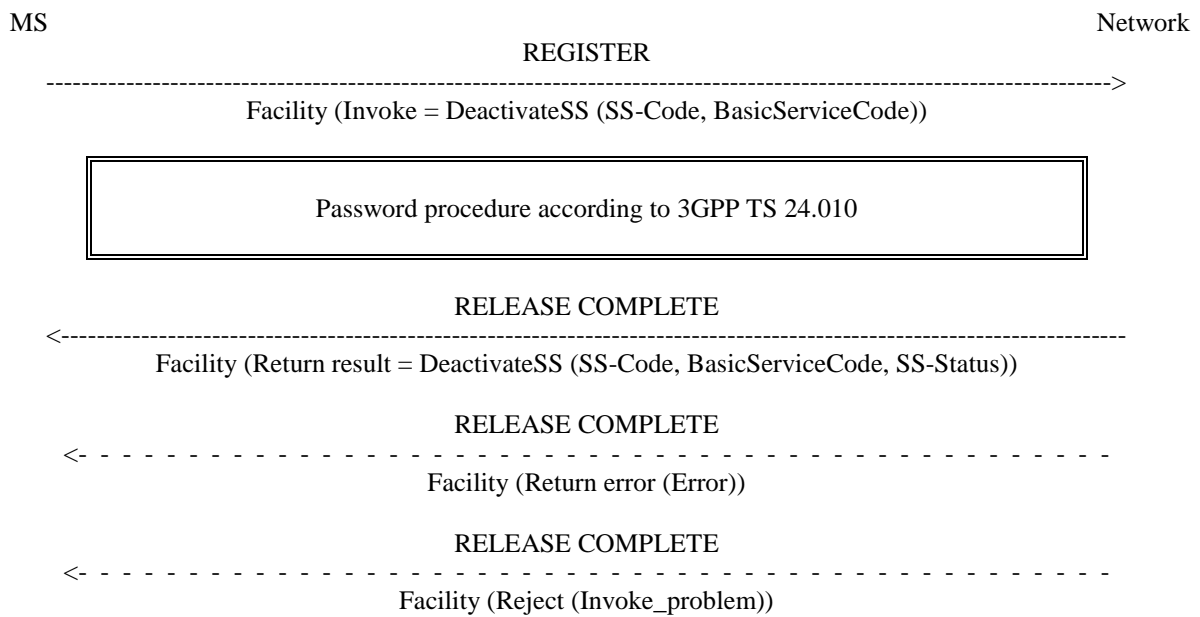 MS Network
REGISTER
Facility (Invoke = DeactivateSS (SS-Code, BasicServiceCode))
Password procedure according to 3GPP TS 24.010
RELEASE COMPLETE
Facility (Return result = DeactivateSS (SS-Code, BasicServiceCode, SS-Status))
RELEASE COMPLETE
Facility (Return error (Error))
RELEASE COMPLETE
Facility (Reject (Invoke_problem))